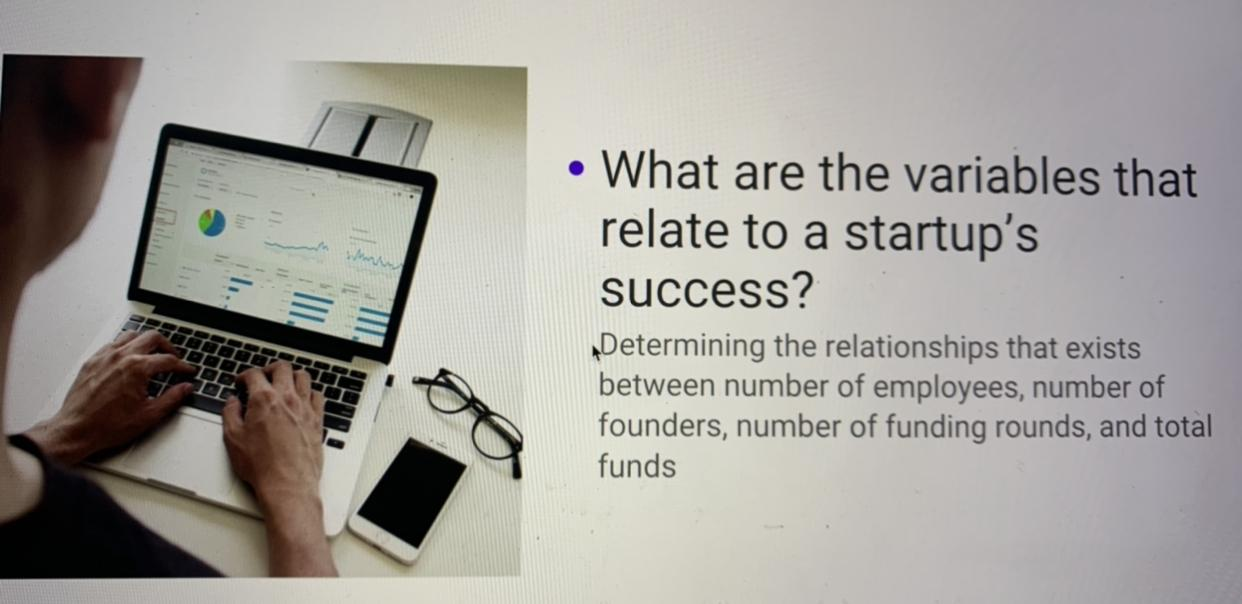 What are the variables that
relate to a startup's
success?
Determining the relationships that exists
between number of employees, number of
founders, number of funding rounds, and total
funds